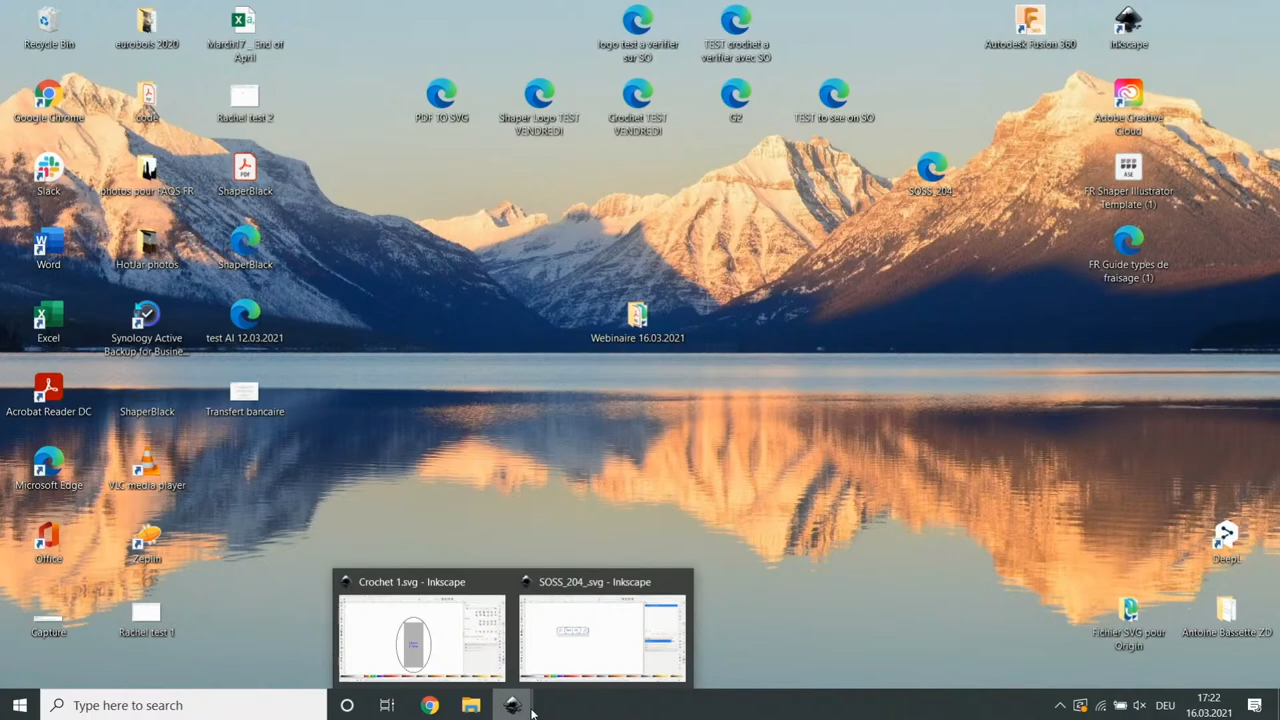 Recycle Bin
eurobois 2020
March17_ End of
April
logo test a verifier
sur SO
TEST crochet a
verifier avec SO
Autodesk Fusion 360
Inkscape
Google Chrome
code
Rachel test 2
PDF TO SVG
Shaper Logo TEST
VENDREDI
Crochet TEST
VENDREDI
G2
TEST to see on SO
Adobe Creative
Cloud
Slack
photos pour FAQS FR
ShaperBlack
SOSS_204_
FR Shaper Illustrator
Template (1)
Word
HotJar photos
ShaperBlack
FR Guide types de
fraisage (1)
Excel
Synology Active
Backup for Busine...
test AI 12.03.2021
Webinaire 16.03.2021
Acrobat Reader DC
ShaperBlack
Transfert bancaire
Microsoft Edge
VLC media player
Office
Zeplin
DeepL
Crochet 1.svg - Inkscape
SOSS_204_.svg - Inkscape
Capture
Rachel test 1
Fichier SVG pour
Origin
Antoine Bassette ZD
Type here to search
DEU
17:22
16.03.2021